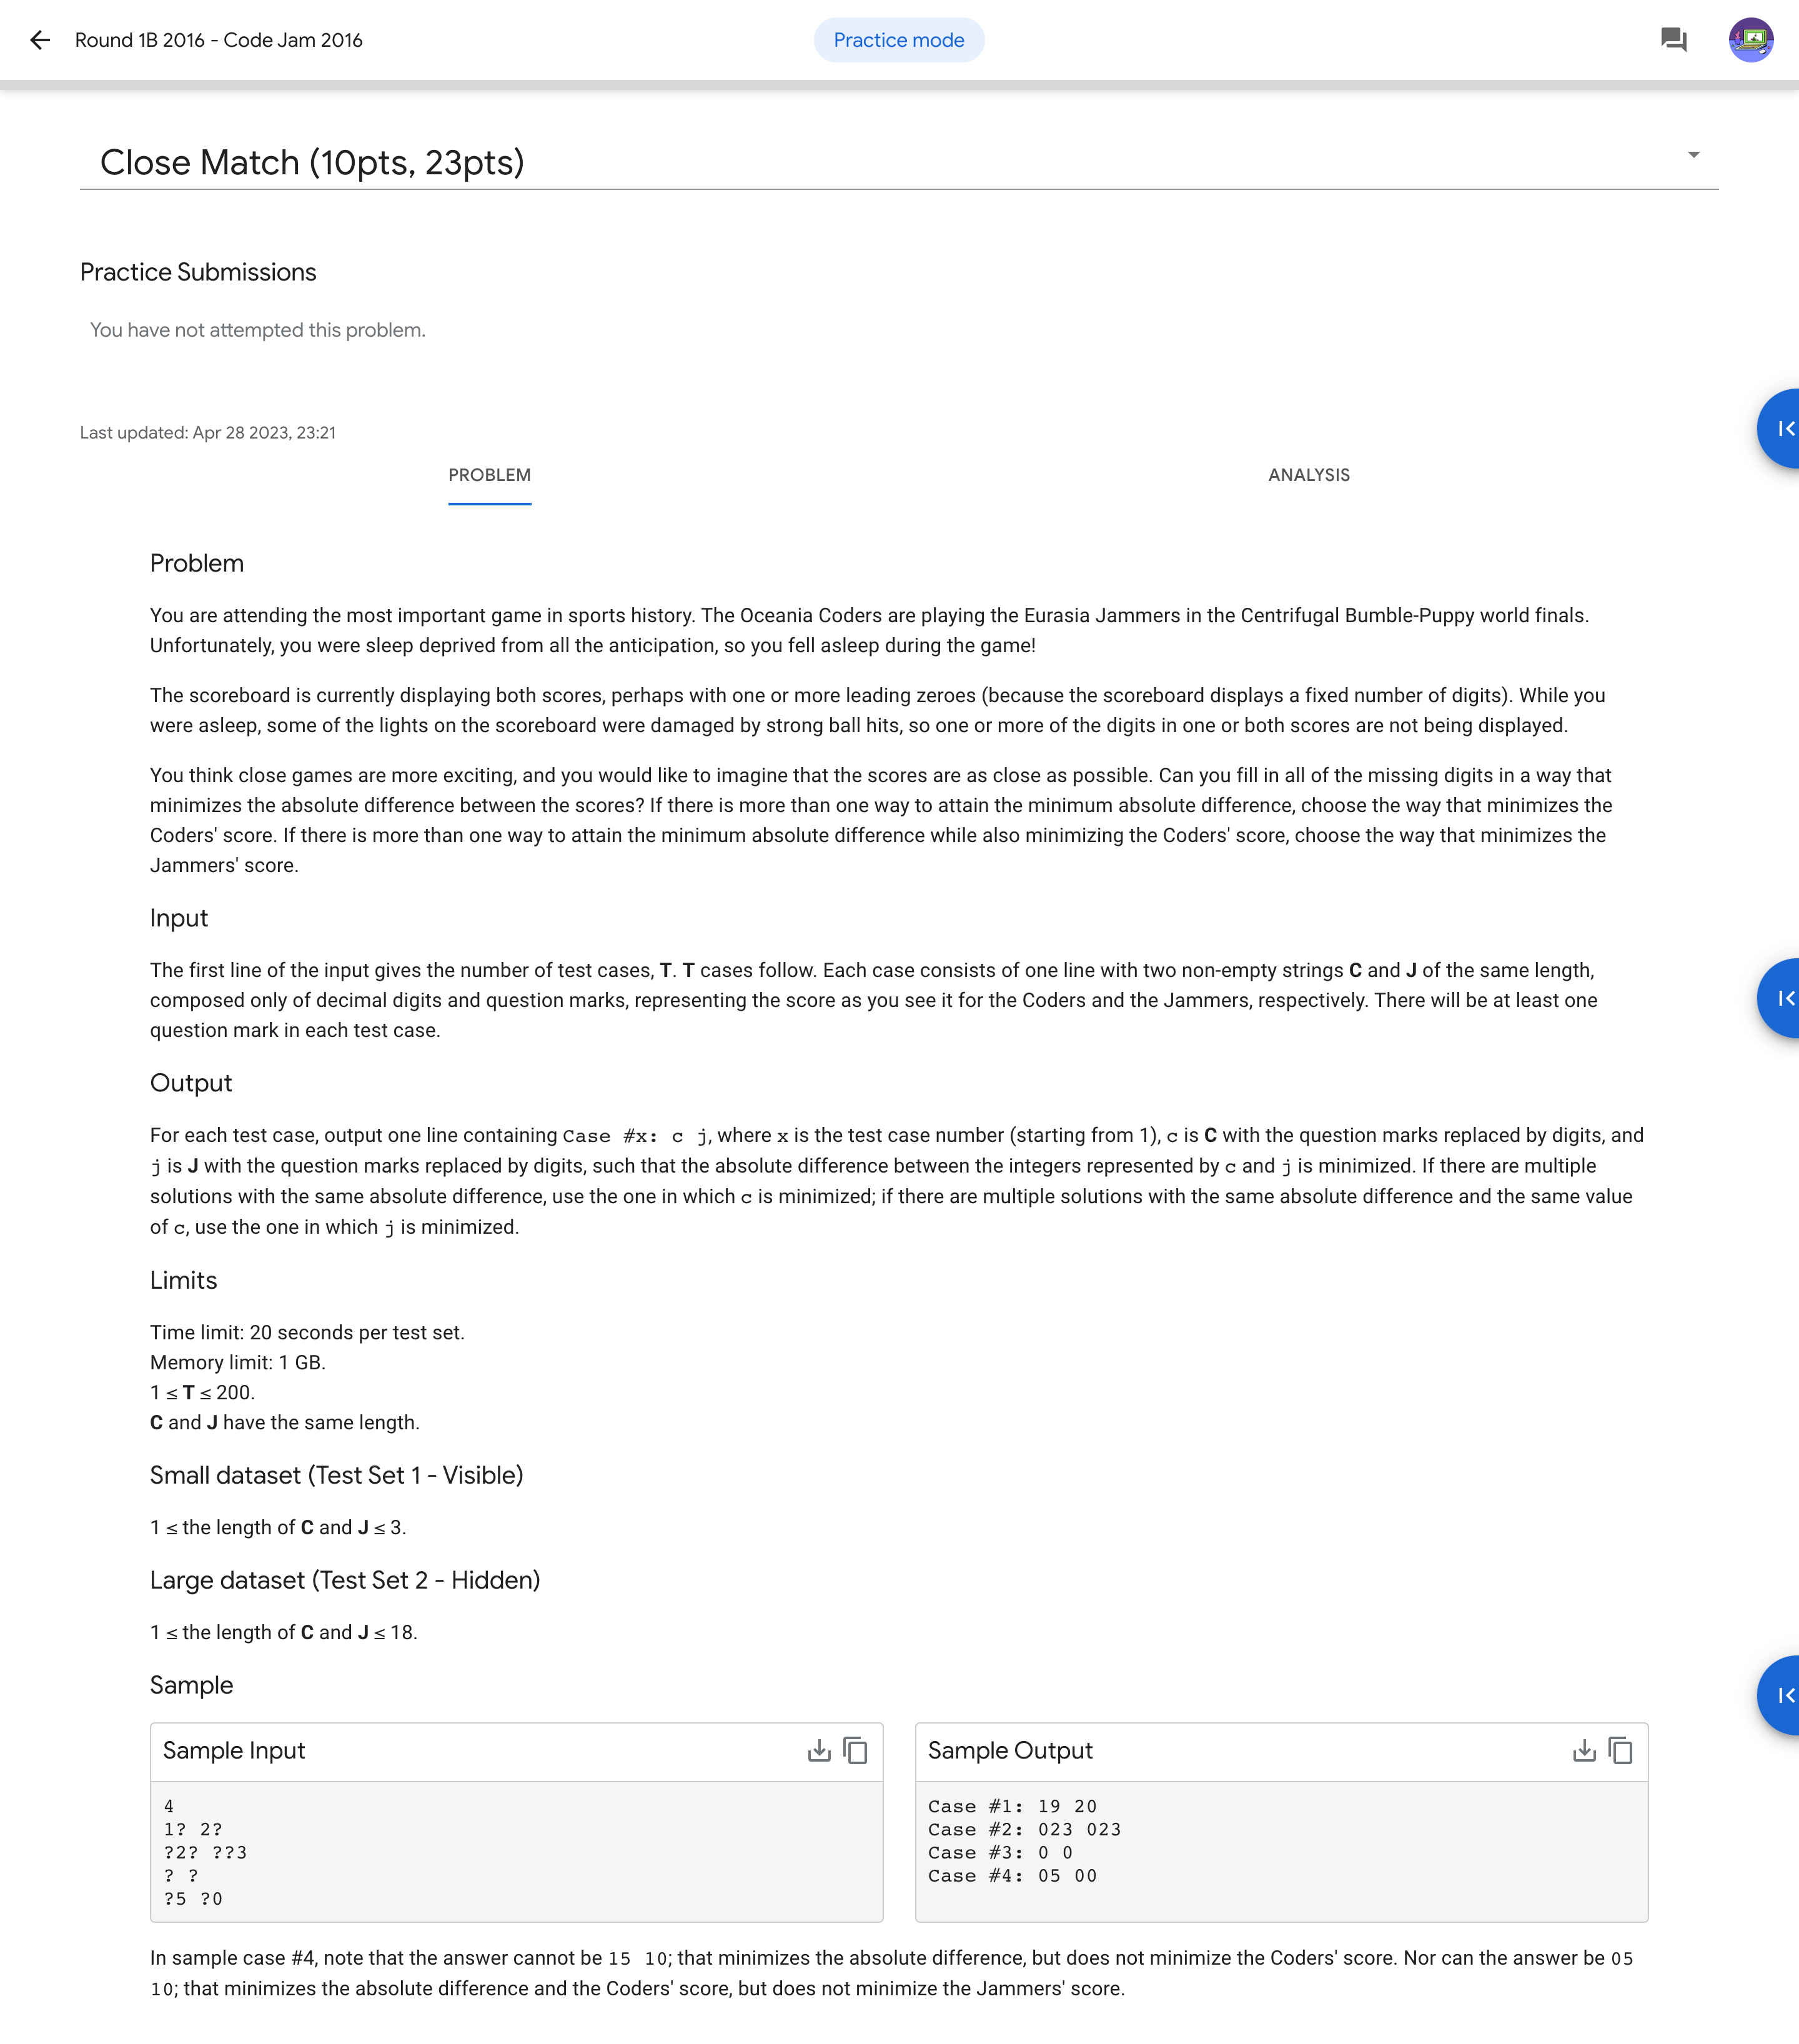 Round 1B 2016 - Code Jam 2016
Practice mode
Close Match (10pts, 23pts)
Practice Submissions
You have not attempted this problem.
Last updated: Apr 28 2023, 23:21
PROBLEM
ANALYSIS
Problem
You are attending the most important game in sports history. The Oceania Coders are playing the Eurasia Jammers in the Centrifugal Bumble-Puppy world finals.
Unfortunately, you were sleep deprived from all the anticipation, so you fell asleep during the game!
The scoreboard is currently displaying both scores, perhaps with one or more leading zeroes (because the scoreboard displays a fixed number of digits). While you
were asleep, some of the lights on the scoreboard were damaged by strong ball hits, so one or more of the digits in one or both scores are not being displayed.
You think close games are more exciting, and you would like to imagine that the scores are as close as possible. Can you fill in all of the missing digits in a way that
minimizes the absolute difference between the scores? If there is more than one way to attain the minimum absolute difference, choose the way that minimizes the
Coders' score. If there is more than one way to attain the minimum absolute difference while also minimizing the Coders' score, choose the way that minimizes the
Jammers' score.
Input
The first line of the input gives the number of test cases, T. T cases follow. Each case consists of one line with two non-empty strings C and J of the same length,
composed only of decimal digits and question marks, representing the score as you see it for the Coders and the Jammers, respectively. There will be at least one
question mark in each test case.
Output
For each test case, output one line containing Case #x: c j, where x is the test case number (starting from 1), c is C with the question marks replaced by digits, and
j is J with the question marks replaced by digits, such that the absolute difference between the integers represented by c and j is minimized. If there are multiple
solutions with the same absolute difference, use the one in which c is minimized; if there are multiple solutions with the same absolute difference and the same value
of c, use the one in which j is minimized.
Limits
Time limit: 20 seconds per test set.
Memory limit: 1 GB.
1 ≤ T ≤ 200.
C and J have the same length.
Small dataset (Test Set 1 - Visible)
1 ≤ the length of C and J ≤ 3.
Large dataset (Test Set 2 - Hidden)
1 ≤ the length of C and J ≤ 18.
Sample
Sample Input
4
1? 2?
?2? ??3
? ?
?5 ?0
Sample Output
Case #1: 19 20
Case #2: 023 023
Case #3: 0 0
Case #4: 05 00
In sample case #4, note that the answer cannot be 15 10; that minimizes the absolute difference, but does not minimize the Coders' score. Nor can the answer be 05
10; that minimizes the absolute difference and the Coders' score, but does not minimize the Jammers' score.